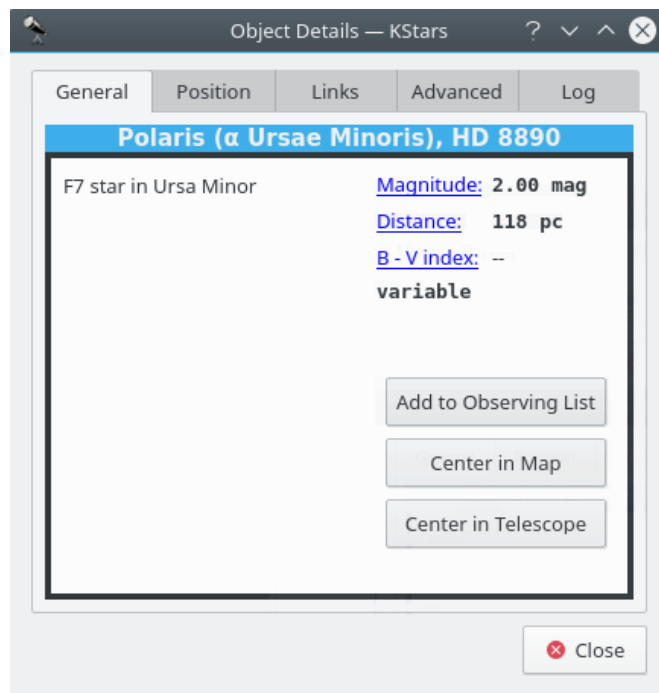 Object Details — KStars
General Position Links Advanced Log
Polaris (α Ursae Minoris), HD 8890
F7 star in Ursa Minor
Magnitude: 2.00 mag
Distance: 118 pc
B - V index: --
variable
Add to Observing List
Center in Map
Center in Telescope
Close